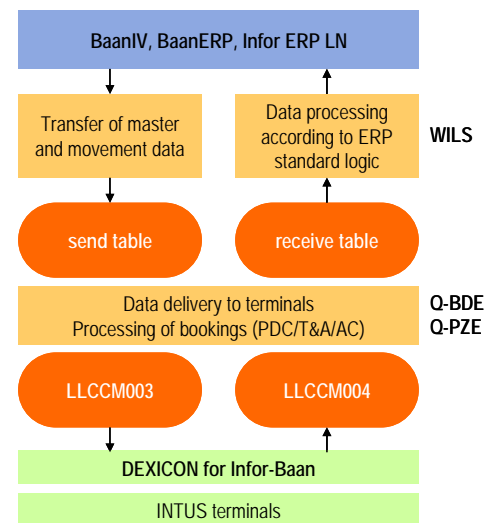 BaanIV, BaanERP, Infor ERP LN
Transfer of master
and movement data
Data processing
according to ERP
standard logic
WILS
send table
receive table
Data delivery to terminals
Processing of bookings (PDC/T&A/AC)
Q-BDE
Q-PZE
LLCCM003
LLCCM004
DEXICON for Infor-Baan
INTUS terminals